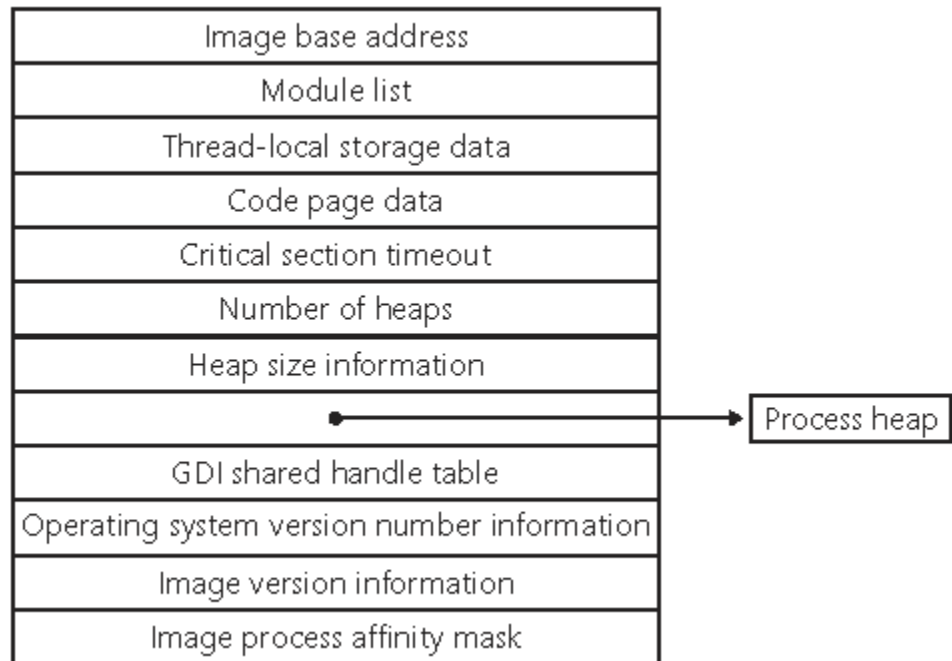 Image base address
Module list
Thread-local storage data
Code page data
Critical section timeout
Number of heaps
Heap size information
Process heap
GDI shared handle table
Operating system version number information
Image version information
Image process affinity mask